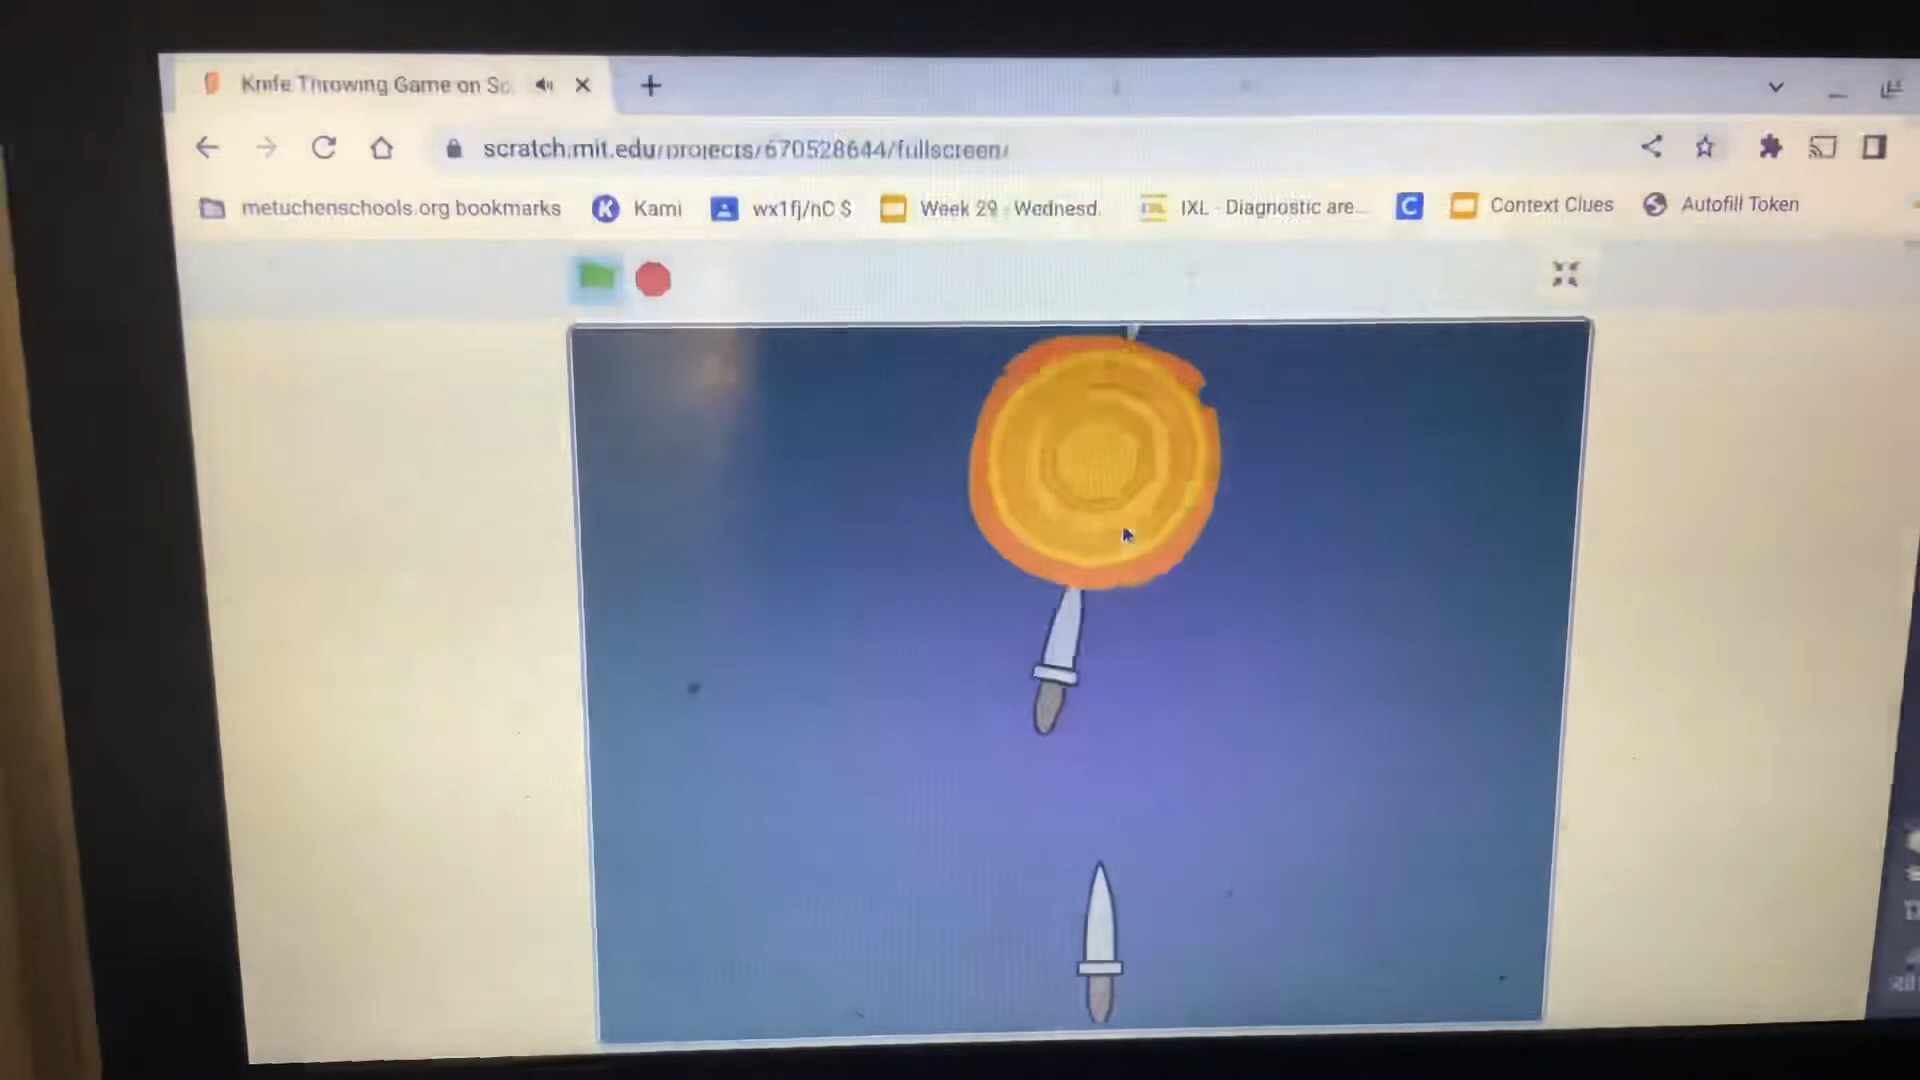 Knife Throwing Game on Sc
scratch.mit.edu/projects/670528644/fullscreen/
metuchenschools.org bookmarks K Kami wx1fj/nC $ Week 29 - Wednesd. IXL - Diagnostic are... C Context Clues Autofill Token